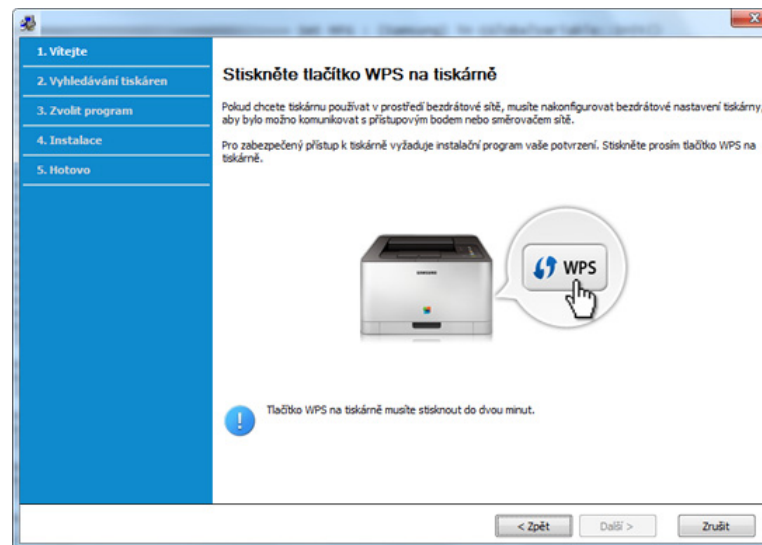 1. Vítejte
2. Vyhledávání tiskáren
3. Zvolit program
4. Instalace
5. Hotovo
Stiskněte tlačítko WPS na tiskárně
Pokud chcete tiskárnu používat v prostředí bezdrátové sítě, musíte nakonfigurovat bezdrátové nastavení tiskárny,
aby bylo možno komunikovat s přístupovým bodem nebo směrovačem sítě.
Pro zabezpečený přístup k tiskárně vyžaduje instalační program vaše potvrzení. Stiskněte prosím tlačítko WPS na
tiskárně.
SAMSUNG
WPS
Tlačítko WPS na tiskárně musíte stisknout do dvou minut.
< Zpět
Další >
Zrušit